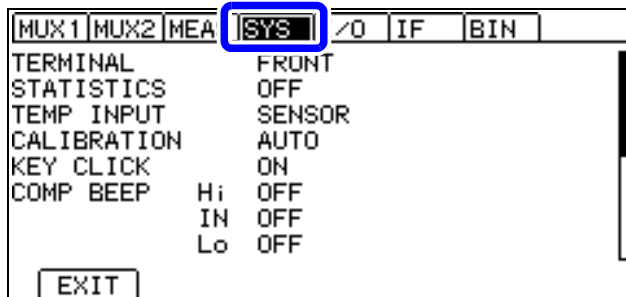 MUX1 MUX2 MEA SYS /O IF BIN
TERMINAL FRONT
STATISTICS OFF
TEMP INPUT SENSOR
CALIBRATION AUTO
KEY CLICK ON
COMP BEEP Hi OFF
IN OFF
Lo OFF
EXIT